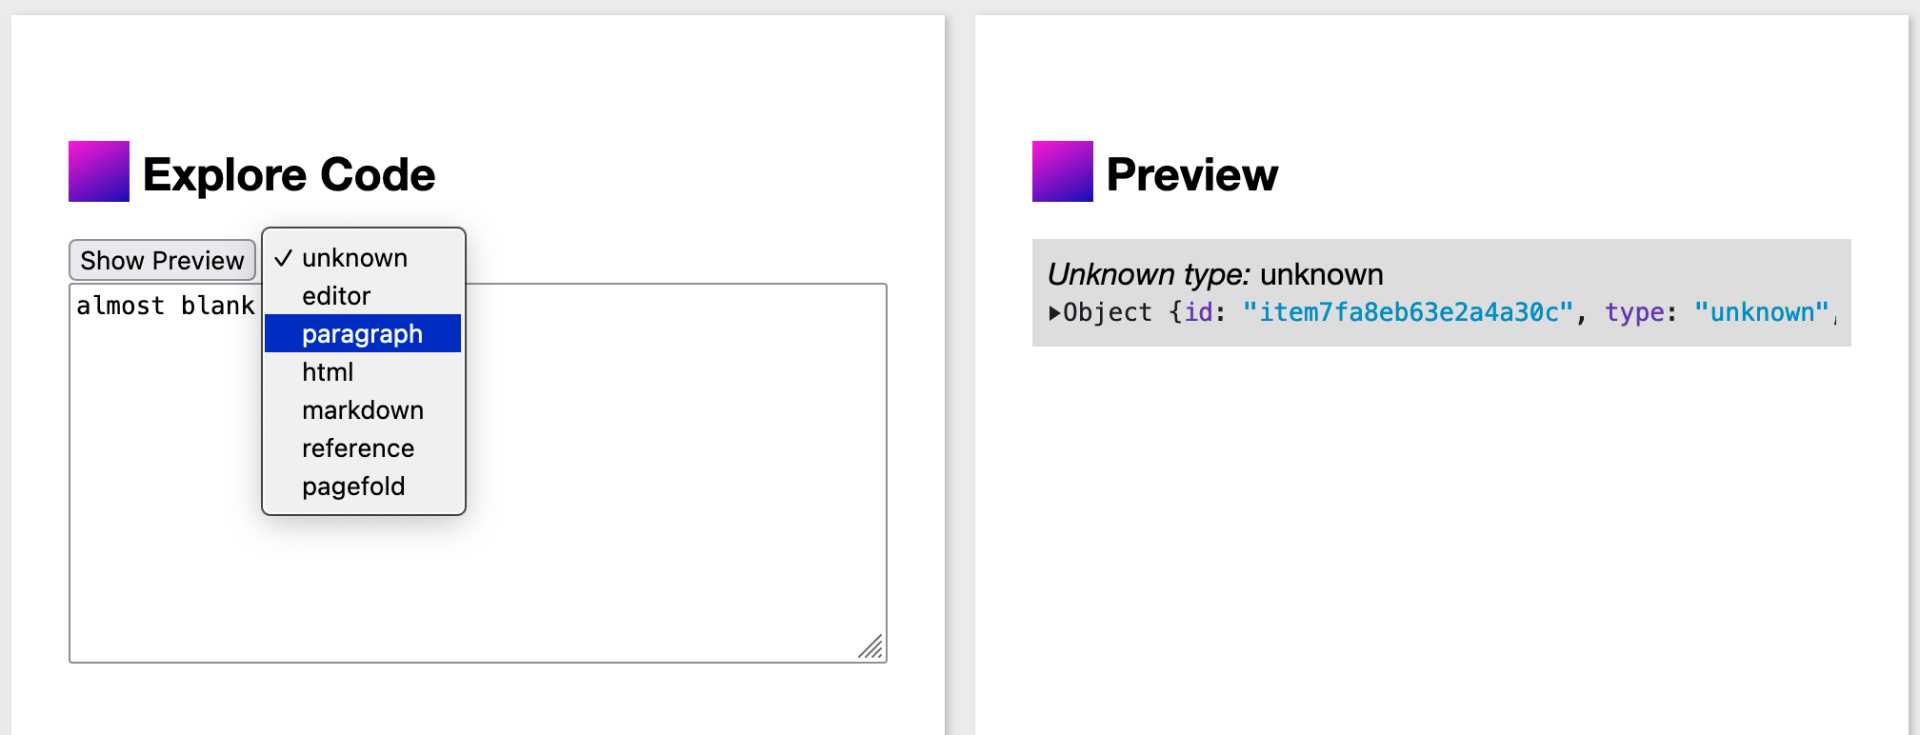 Explore Code
Show Preview
✓ unknown
editor
paragraph
html
markdown
reference
pagefold
almost blank
Preview
Unknown type: unknown
▸Object {id: "item7fa8eb63e2a4a30c", type: "unknown",